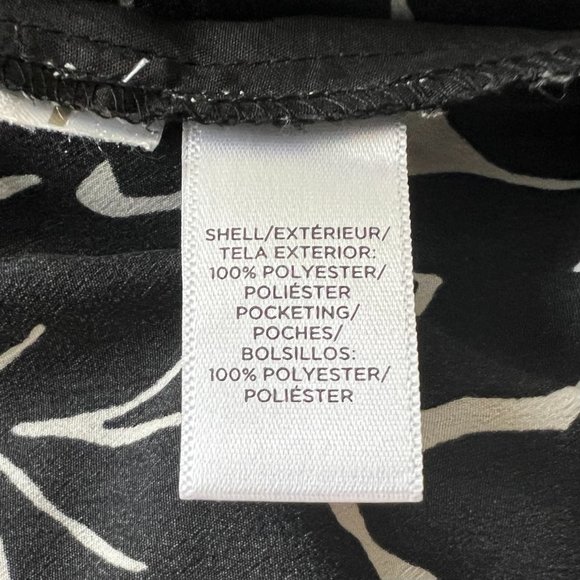 SHELL/EXTÉRIEUR/
TELA EXTERIOR:
100% POLYESTER/
POLIÉSTER
POCKETING/
POCHES/
BOLSILLOS:
100% POLYESTER/
POLIÉSTER